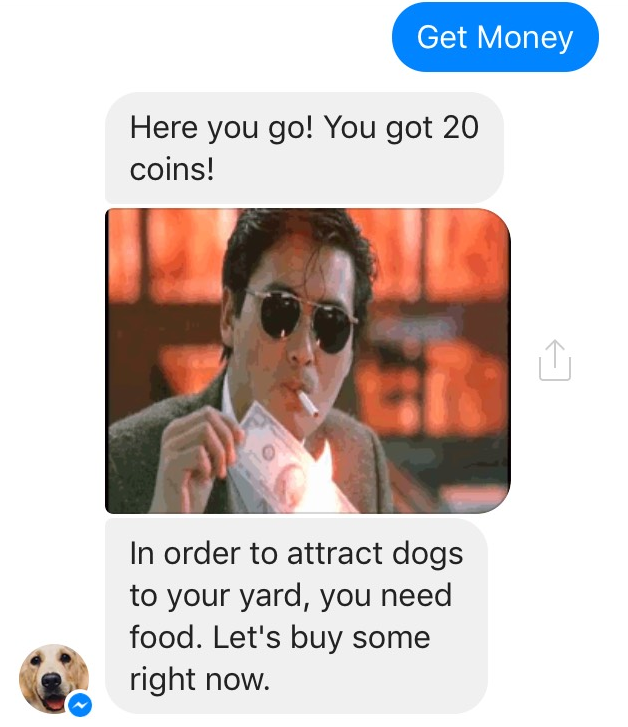 Get Money
Here you go! You got 20
coins!
In order to attract dogs
to your yard, you need
food. Let's buy some
right now.